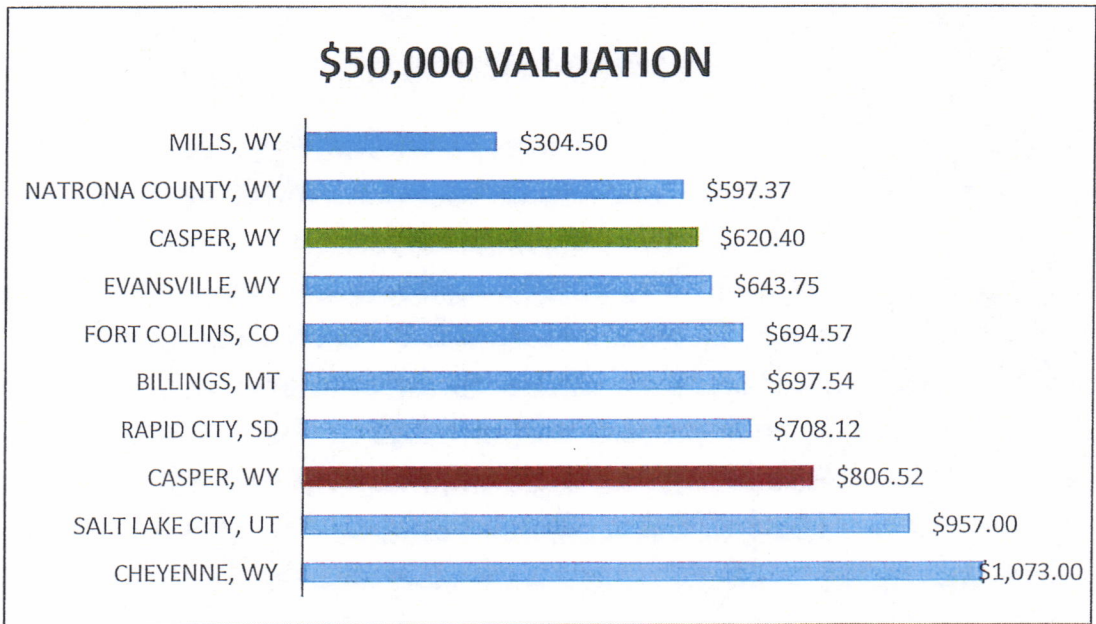 $50,000 VALUATION
MILLS, WY $304.50
NATRONA COUNTY, WY $597.37
CASPER, WY $620.40
EVANSVILLE, WY $643.75
FORT COLLINS, CO $694.57
BILLINGS, MT $697.54
RAPID CITY, SD $708.12
CASPER, WY $806.52
SALT LAKE CITY, UT $957.00
CHEYENNE, WY $1,073.00